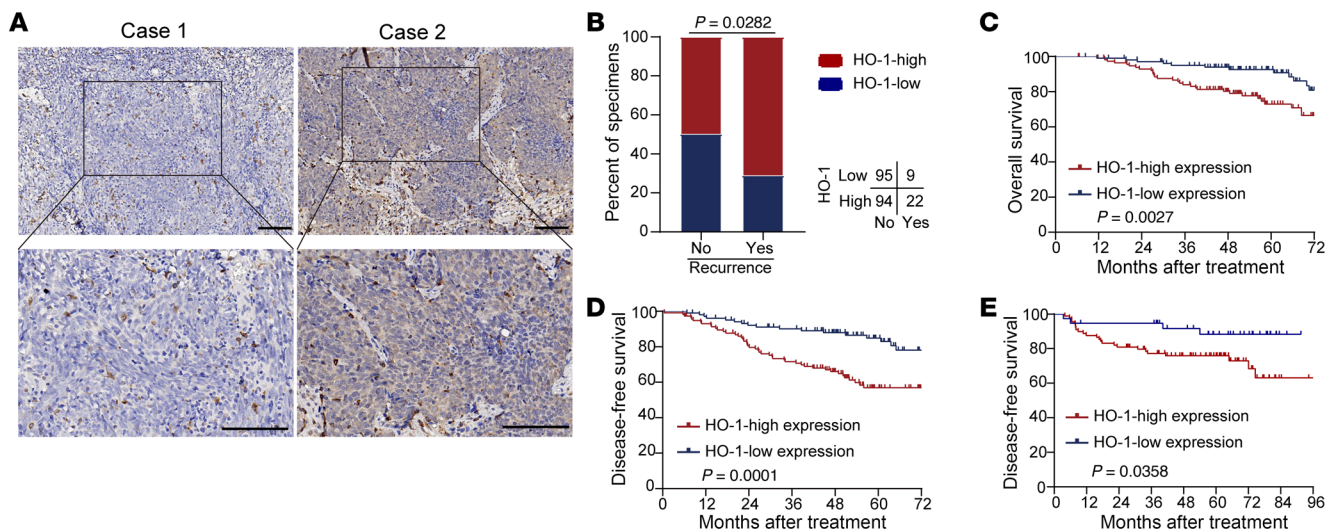 A
Case 1
Case 2
B
P = 0.0282
100
80
60
40
20
0
Percent of specimens
No
Yes
Recurrence
HO-1-high
HO-1-low
HO-1
Low 95 9
High 94 22
No Yes
C
100
80
60
40
80
0
Overall survival
HO-1-high expression
HO-1-low expression
P = 0.0027
0 12 24 36 48 60 72
Months after treatment
D
100
80
60
40
80
0
Disease-free survival
HO-1-high expression
HO-1-low expression
P = 0.0001
0 12 24 36 48 60 72
Months after treatment
E
100
80
60
40
80
0
Disease-free survival
HO-1-high expression
HO-1-low expression
P = 0.0358
0 12 24 36 48 60 72 84 96
Months after treatment